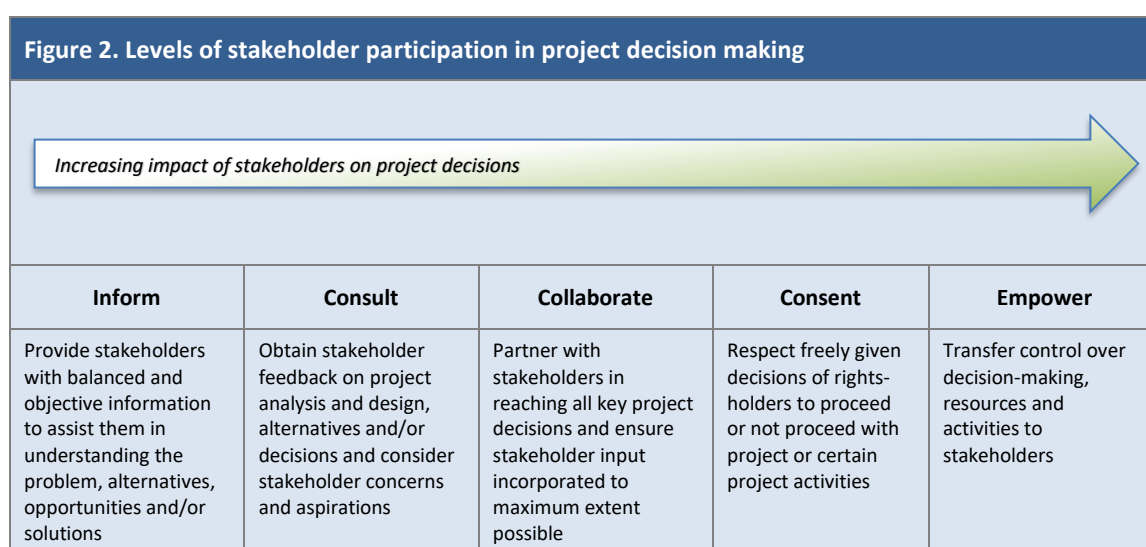 Figure 2. Levels of stakeholder participation in project decision making
Increasing impact of stakeholders on project decisions
Inform
Consult
Collaborate
Consent
Empower
Provide stakeholders
with balanced and
objective information
to assist them in
understanding the
problem, alternatives,
opportunities and/or
solutions
Obtain stakeholder
feedback on project
analysis and design,
alternatives and/or
decisions and consider
stakeholder concerns
and aspirations
Partner with
stakeholders in
reaching all key project
decisions and ensure
stakeholder input
incorporated to
maximum extent
possible
Respect freely given
decisions of rights-
holders to proceed
or not proceed with
project or certain
project activities
Transfer control over
decision-making,
resources and
activities to
stakeholders